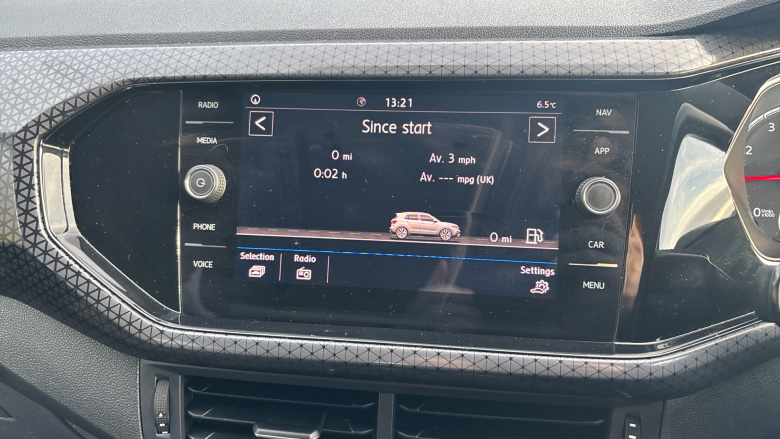 RADIO
MEDIA
PHONE
VOICE
13:21
6.5°C
< Since start >
0 mi
Av. 3 mph
0:02 h
Av. --- mpg (UK)
0 mi
Selection
Radio
Settings
NAV
APP
CAR
MENU
3
2
0